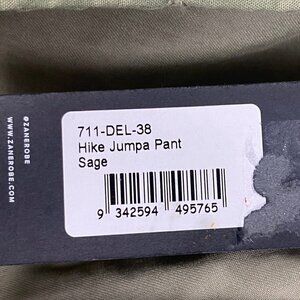 711-DEL-38
Hike Jumpa Pant
Sage
9 342594 495765
@ZANEROBE
WWW.ZANEROBE.COM